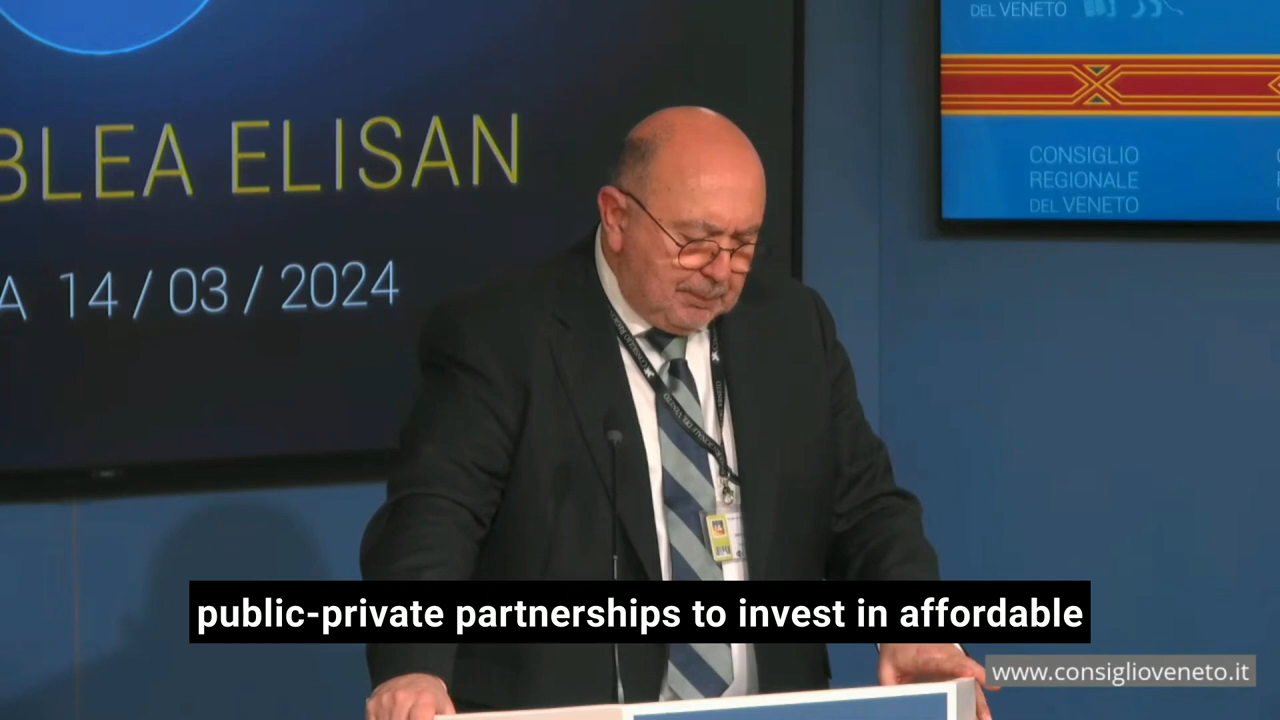 DEL VENETO
BLEA ELISAN
A 14/03/2024
CONSIGLIO
REGIONALE
DEL VENETO
public-private partnerships to invest in affordable
www.consiglioveneto.it